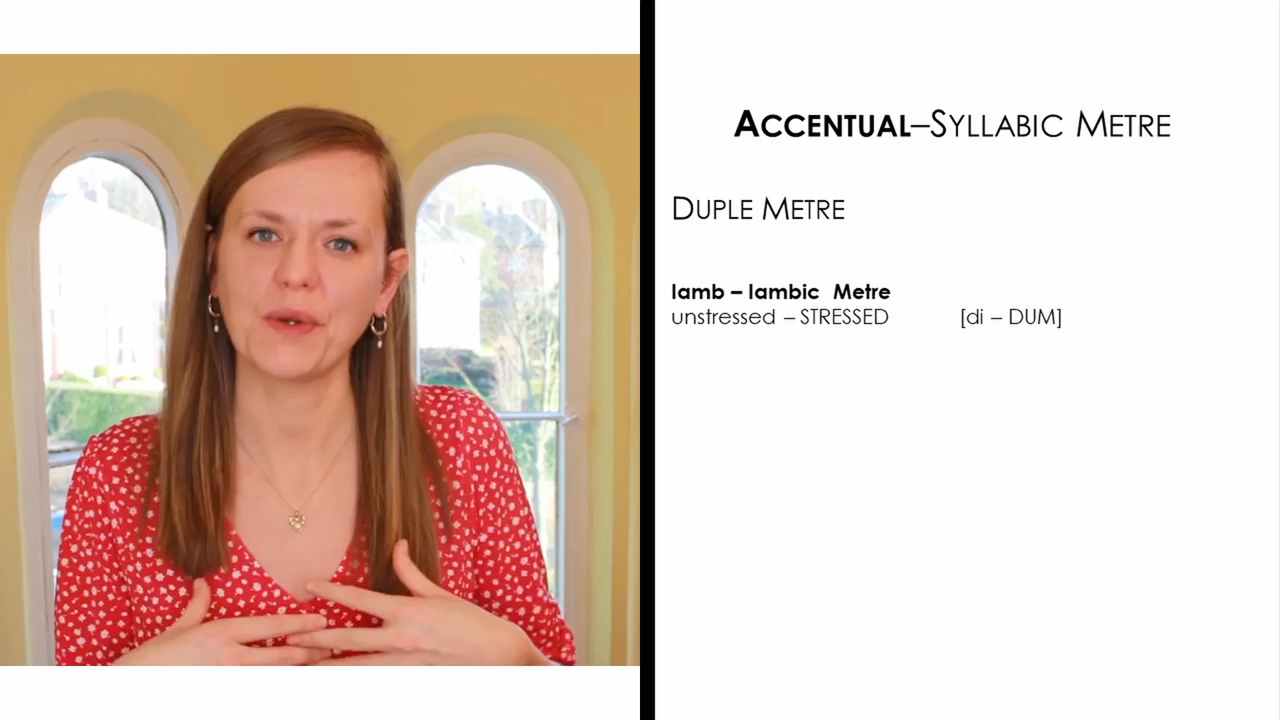 ACCENTUAL–SYLLABIC METRE
DUPLE METRE
Iamb – Iambic Metre
unstressed – STRESSED [di – DUM]